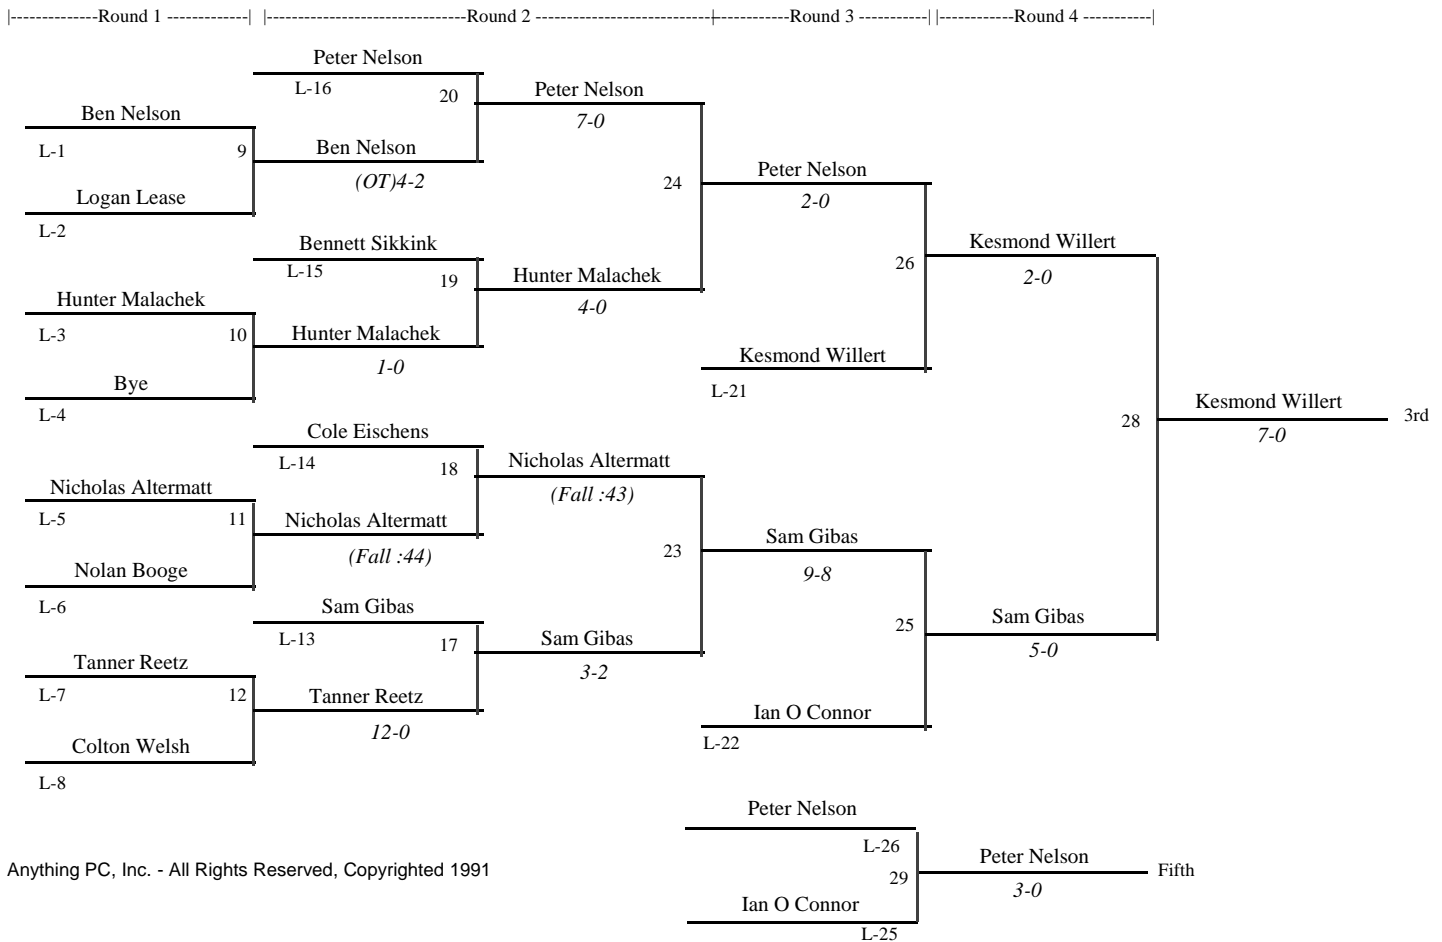 |--------------Round 1 --------------| |--------------------------------Round 2 ----------------------------+------------Round 3 -----------| |------------Round 4 -----------|
Peter Nelson
L-16
20
Peter Nelson
7-0
Ben Nelson
L-1
9
Ben Nelson
(OT)4-2
Logan Lease
L-2
24
Peter Nelson
2-0
Bennett Sikkink
L-15
19
Hunter Malachek
4-0
Hunter Malachek
L-3
10
Hunter Malachek
1-0
Bye
L-4
26
Kesmond Willert
2-0
Kesmond Willert
L-21
Cole Eischens
L-14
18
Nicholas Altermatt
(Fall :43)
Nicholas Altermatt
L-5
11
Nicholas Altermatt
(Fall :44)
Nolan Booge
L-6
23
Sam Gibas
9-8
28
Kesmond Willert
7-0
3rd
Sam Gibas
L-13
17
Sam Gibas
3-2
Tanner Reetz
L-7
12
Tanner Reetz
12-0
Colton Welsh
L-8
25
Sam Gibas
5-0
Ian O Connor
L-22
Peter Nelson
L-26
29
Peter Nelson
3-0
Fifth
Ian O Connor
L-25
Anything PC, Inc. - All Rights Reserved, Copyrighted 1991